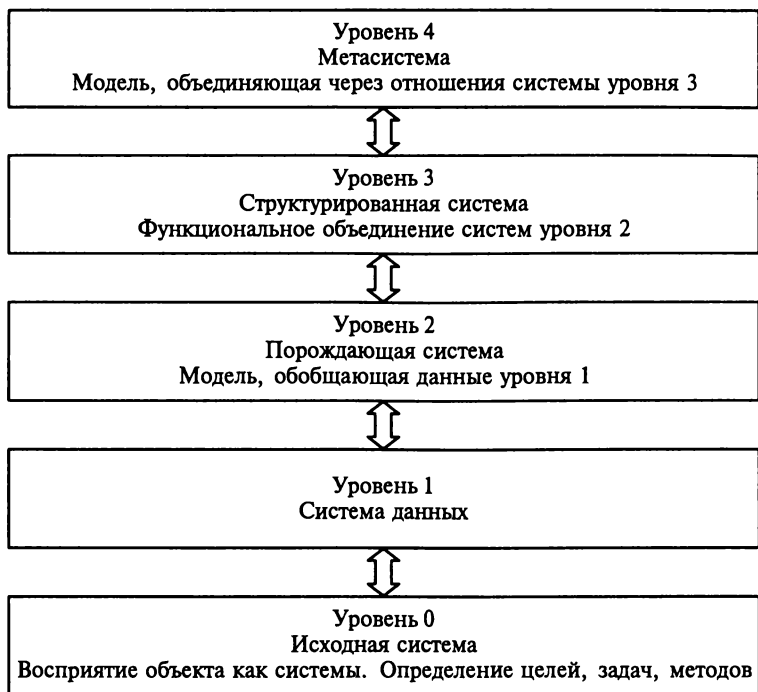 Уровень 4
Метасистема
Модель, объединяющая через отношения системы уровня 3
Уровень 3
Структурированная система
Функциональное объединение систем уровня 2
Уровень 2
Порождающая система
Модель, обобщающая данные уровня 1
Уровень 1
Система данных
Уровень 0
Исходная система
Восприятие объекта как системы. Определение целей, задач, методов